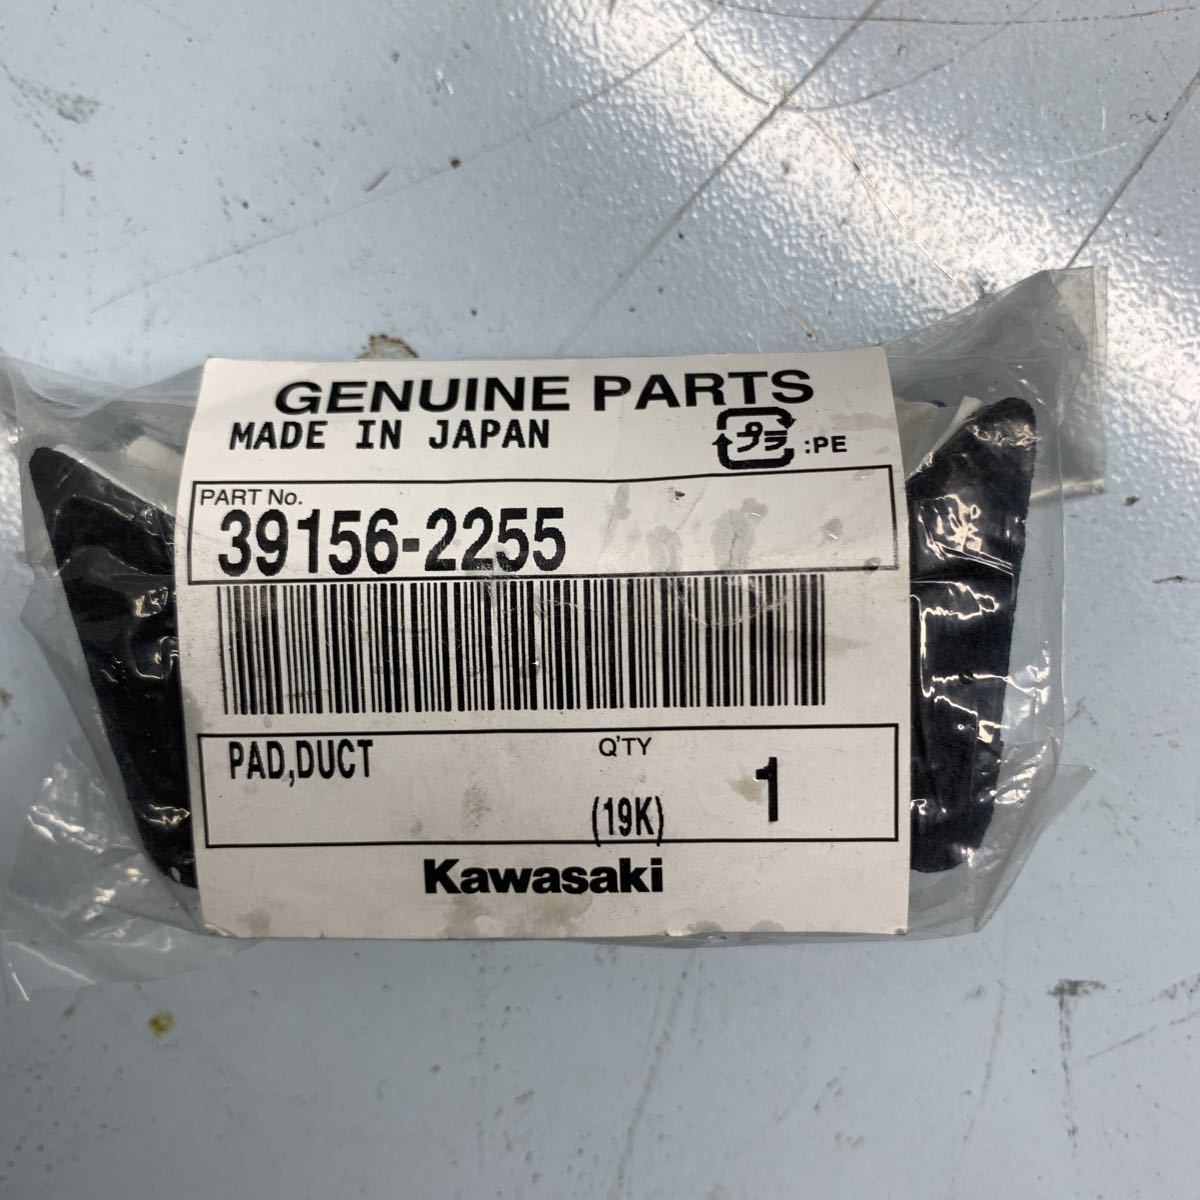 GENUINE PARTS
MADE IN JAPAN
プラ :PE
PART No.
39156-2255
PAD,DUCT
Q'TY
(19K) 1
Kawasaki